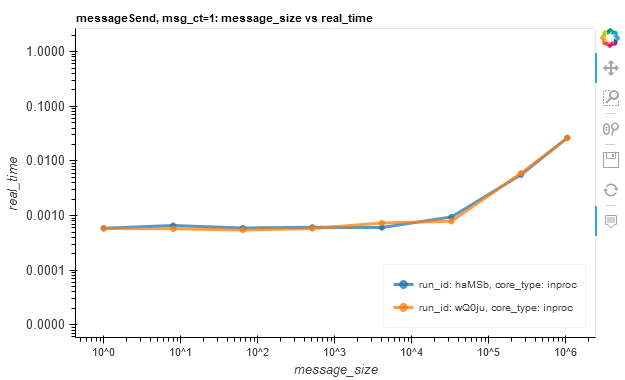 messageSend, msg_ct=1: message_size vs real_time
1.0000
0.1000
0.0100
0.0010
0.0001
0.0000
real_time
run_id: haMSb, core_type: inproc
run_id: wQ0ju, core_type: inproc
10^0 10^1 10^2 10^3 10^4 10^5 10^6
message_size